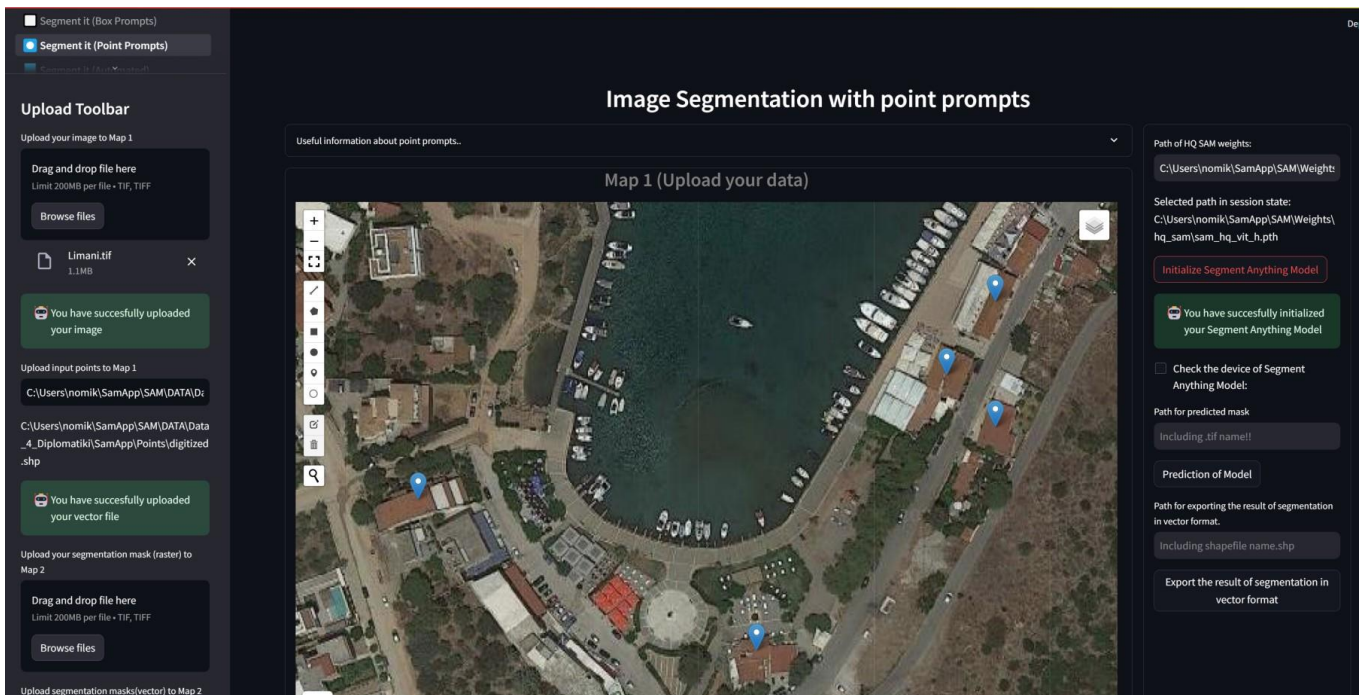 Segment it (Box Prompts)
Segment it (Point Prompts)
Segment it (Automated)
Upload Toolbar
Upload your image to Map 1
Drag and drop file here
Limit 200MB per file • TIF, TIFF
Browse files
Limani.tif
1.1MB
You have succesfully uploaded
your image
Upload input points to Map 1
C:\Users\nomik\SamApp\SAM\DATA\Da
C:\Users\nomik\SamApp\SAM\DATA\Data
_4_Diplomatiki\SamApp\Points\digitized
.shp
You have succesfully uploaded
your vector file
Upload your segmentation mask (raster) to
Map 2
Drag and drop file here
Limit 200MB per file • TIF, TIFF
Browse files
Upload segmentation masks(vector) to Map 2
De
Image Segmentation with point prompts
Useful information about point prompts..
Map 1 (Upload your data)
+
−
Path of HQ SAM weights:
C:\Users\nomik\SamApp\SAM\Weights
Selected path in session state:
C:\Users\nomik\SamApp\SAM\Weights\
hq_sam\sam_hq_vit_h.pth
Initialize Segment Anything Model
You have succesfully initialized
your Segment Anything Model
Check the device of Segment
Anything Model:
Path for predicted mask
Including .tif name!!
Prediction of Model
Path for exporting the result of segmentation
in vector format.
Including shapefile name.shp
Export the result of segmentation in
vector format